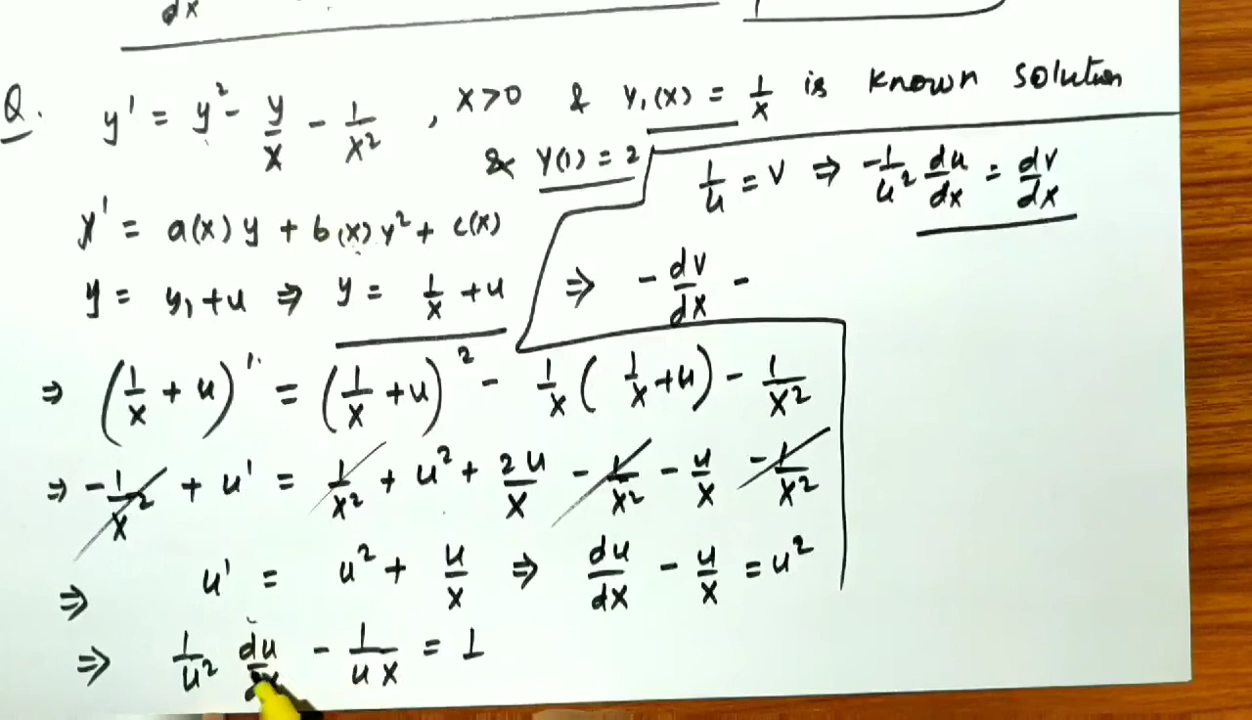 dx
Q. y' = y² - y/x - 1/x² , x>0 & y₁(x) = 1/x is known solution
& y(1) = 2
y' = a(x) y + b(x) y² + c(x)
y = y₁ + u ⇒ y = 1/x + u
⇒ (1/x + u)' = (1/x + u)² - 1/x ( 1/x + u) - 1/x²
⇒ - 1/x² + u' = 1/x² + u² + 2u/x - 1/x² - u/x - 1/x²
⇒ u' = u² + u/x ⇒ du/dx - u/x = u²
⇒ 1/u² du/dx - 1/ux = 1
1/u = v ⇒ -1/u² du/dx = dv/dx
⇒ - dv/dx -